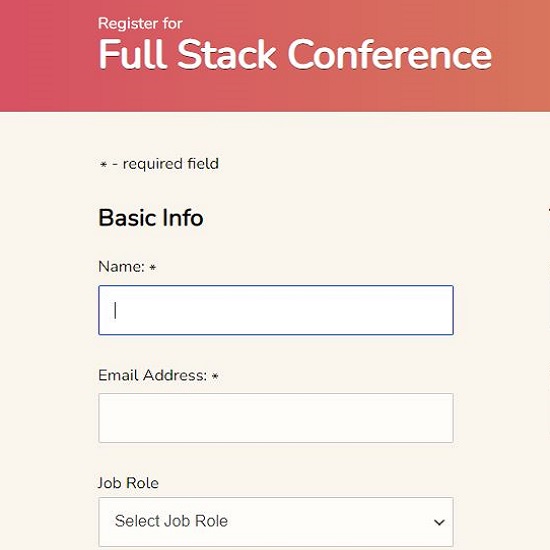 Register for
Full Stack Conference
* - required field
Basic Info
Name: *
Email Address: *
Job Role
Select Job Role